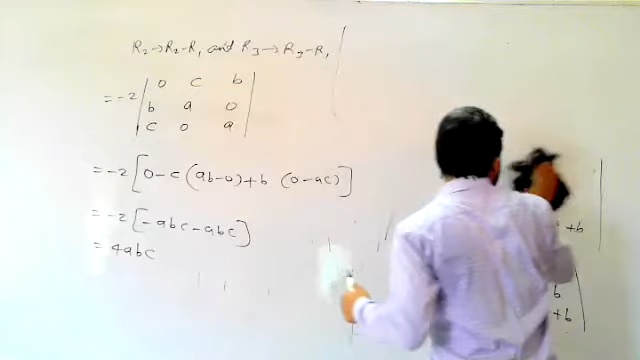 R2→R2-R1 and R3→R3-R1
=-2 | 0 c b |
| b a 0 |
| c 0 a |
=-2[0-c(ab-0)+b (0-ac)]
=-2[-abc-abc]
=4abc
+b
b
+b